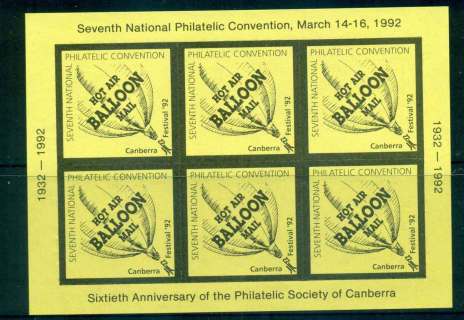 Seventh National Philatelic Convention, March 14-16, 1992
SEVENTH NATIONAL PHILATELIC CONVENTION
HOT AIR
BALLOON
MAIL
Canberra Festival '92
SEVENTH NATIONAL PHILATELIC CONVENTION
HOT AIR
BALLOON
MAIL
Canberra Festival '92
SEVENTH NATIONAL PHILATELIC CONVENTION
HOT AIR
BALLOON
MAIL
Canberra Festival '92
1932 — 1992
1932 — 1992
SEVENTH NATIONAL PHILATELIC CONVENTION
HOT AIR
BALLOON
MAIL
Canberra Festival '92
SEVENTH NATIONAL PHILATELIC CONVENTION
HOT AIR
BALLOON
MAIL
Canberra Festival '92
SEVENTH NATIONAL PHILATELIC CONVENTION
HOT AIR
BALLOON
MAIL
Canberra Festival '92
Sixtieth Anniversary of the Philatelic Society of Canberra